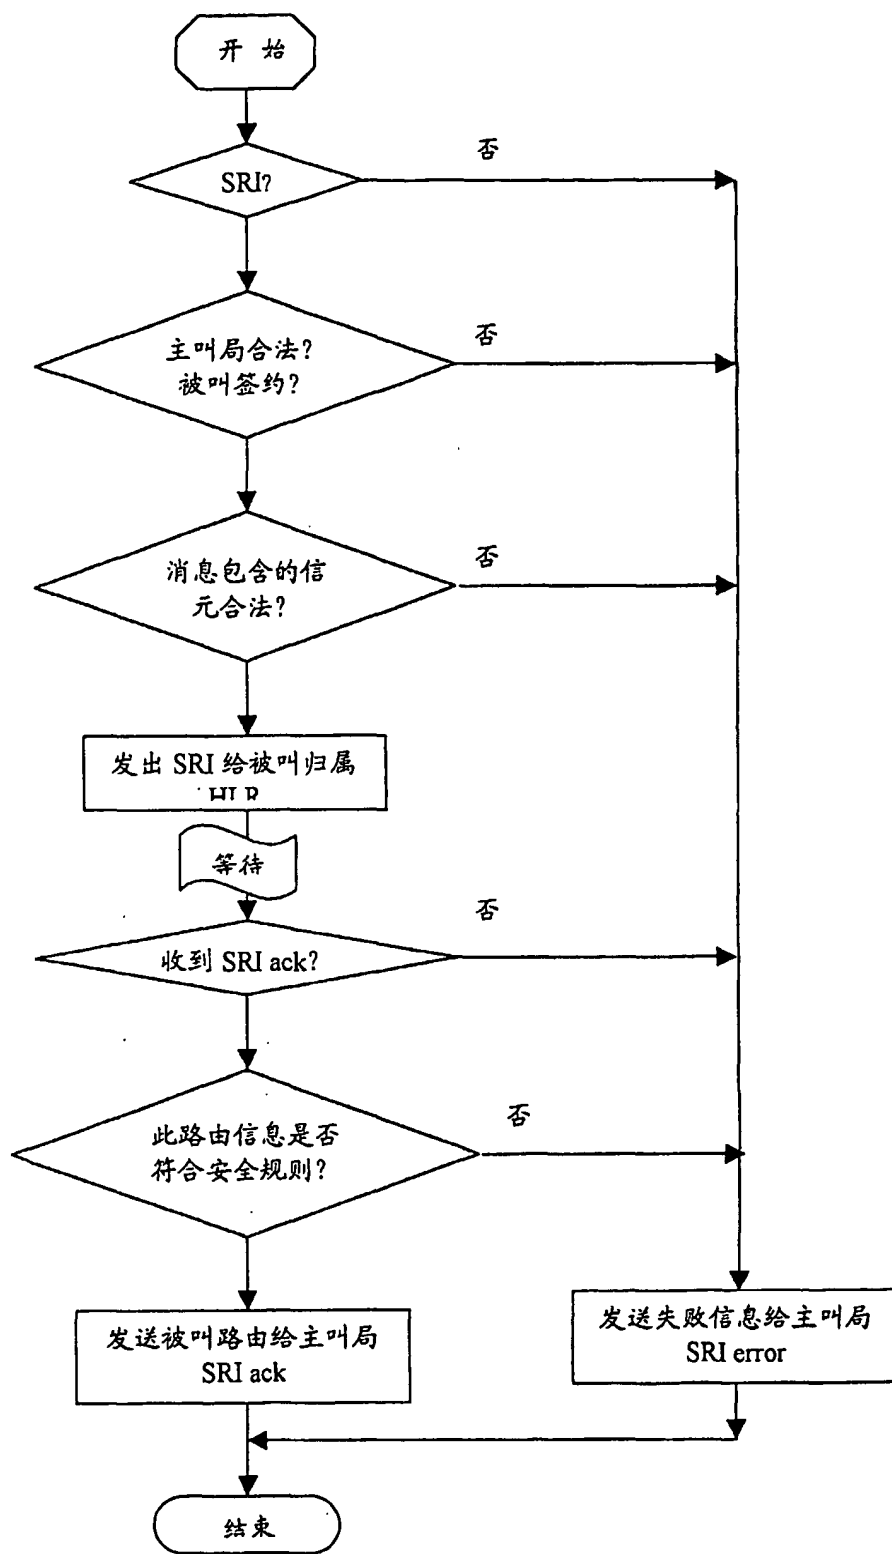 开始
否
SRI?
否
主叫局合法?
被叫签约?
否
消息包含的信
元合法?
发出 SRI 给被叫归属
HLR
等待
否
收到 SRI ack?
否
此路由信息是否
符合安全规则?
发送被叫路由给主叫局
SRI ack
发送失败信息给主叫局
SRI error
结束